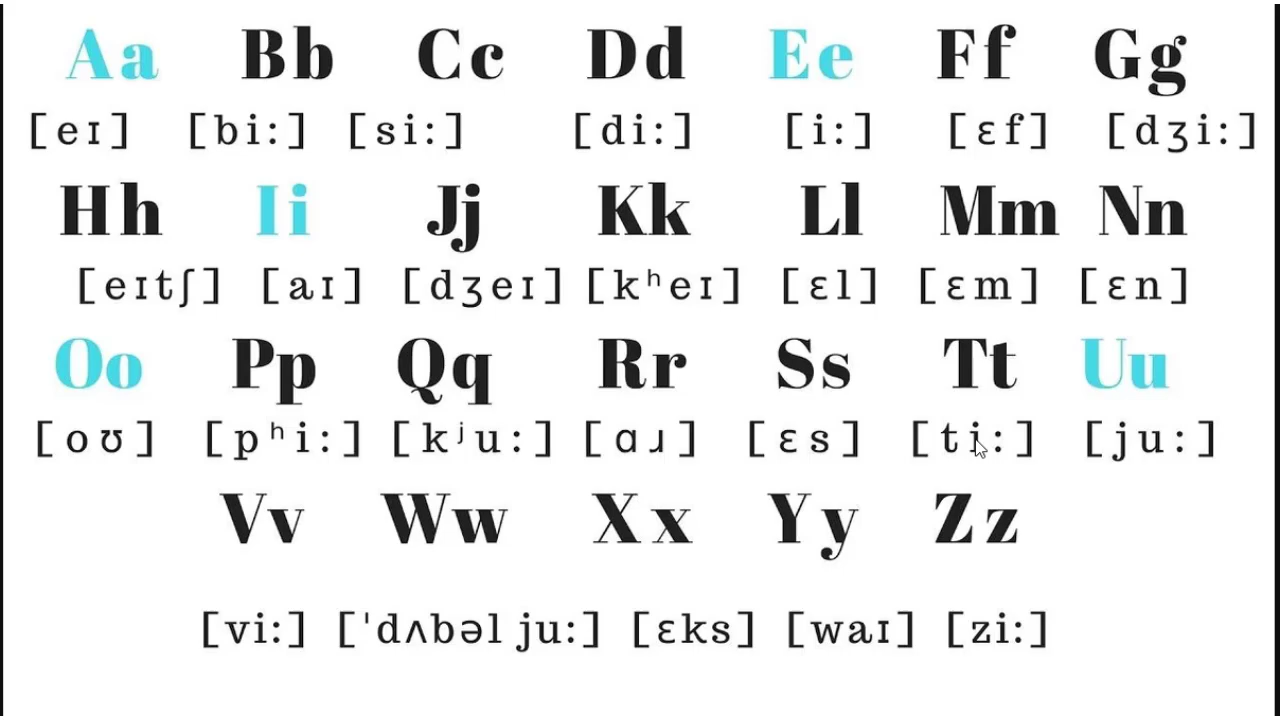 Aa Bb Cc Dd Ee Ff Gg
[eɪ] [bi:] [si:] [di:] [i:] [ɛf] [dʒi:]
Hh Ii Jj Kk Ll Mm Nn
[eɪtʃ] [aɪ] [dʒeɪ] [kʰeɪ] [ɛl] [ɛm] [ɛn]
Oo Pp Qq Rr Ss Tt Uu
[oʊ] [pʰi:] [kʲu:] [ɑɹ] [ɛs] [ti:] [ju:]
Vv Ww Xx Yy Zz
[vi:] [ˈdʌbəl ju:] [ɛks] [waɪ] [zi:]